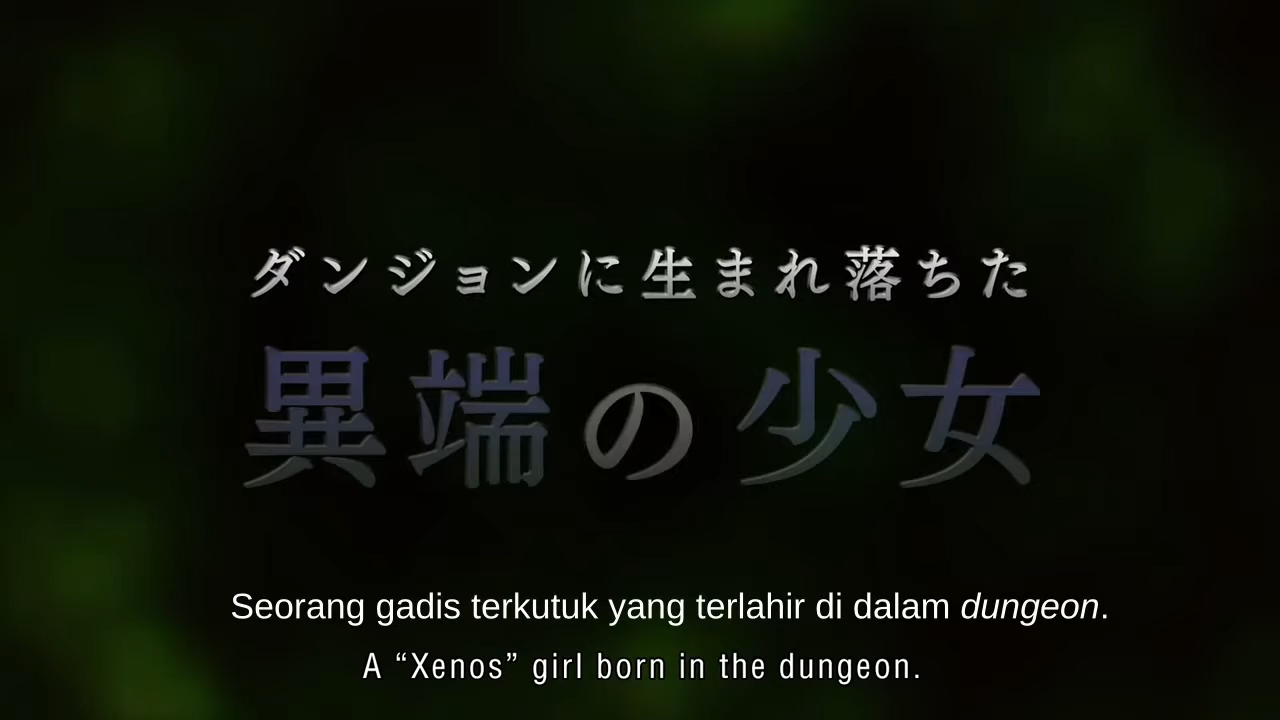 ダンジョンに生まれ落ちた
異端の少女
Seorang gadis terkutuk yang terlahir di dalam dungeon.
A “Xenos” girl born in the dungeon.